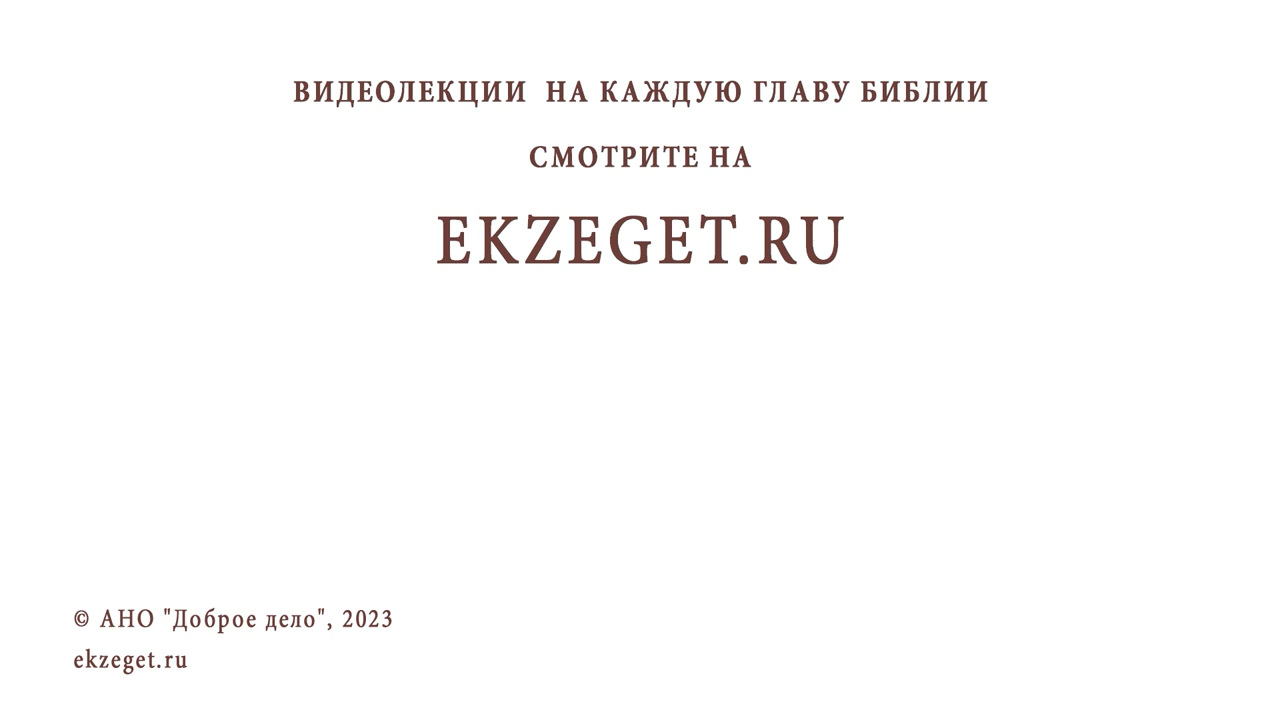 ВИДЕОЛЕКЦИИ НА КАЖДУЮ ГЛАВУ БИБЛИИ
СМОТРИТЕ НА
EKZEGET.RU
© АНО "Доброе дело", 2023
ekzeget.ru